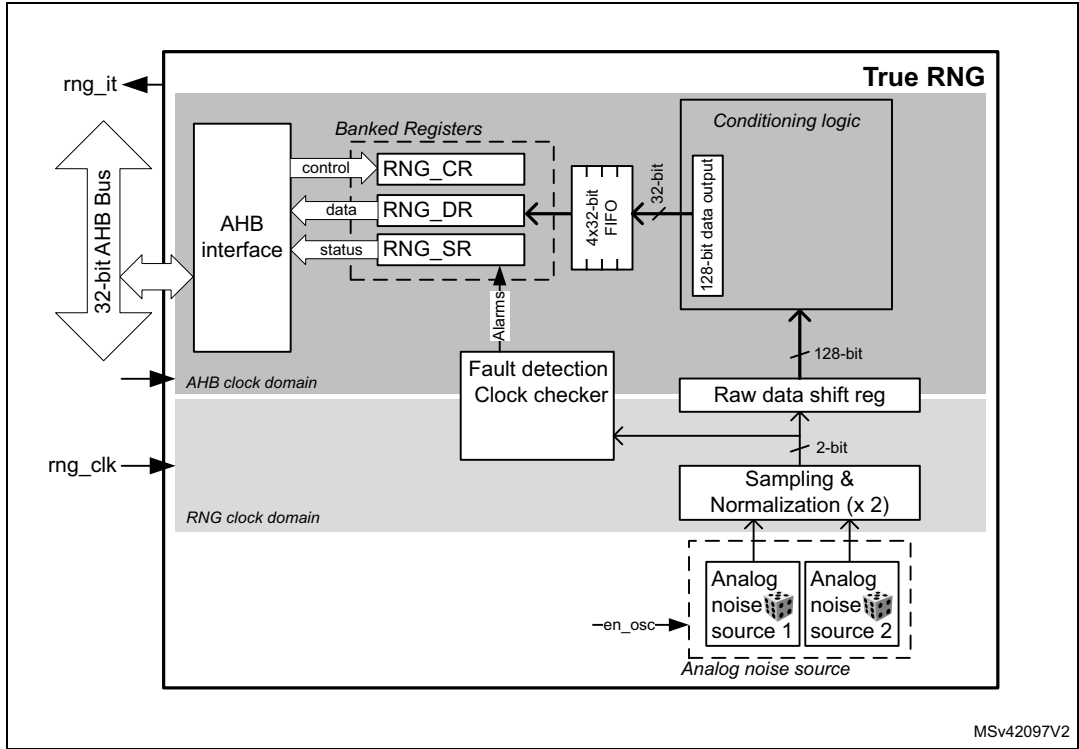 True RNG
rng_it
Banked Registers
Conditioning logic
32-bit AHB Bus
AHB
interface
control
RNG_CR
data
RNG_DR
status
RNG_SR
4x32-bit
FIFO
32-bit
128-bit data output
Alarms
128-bit
AHB clock domain
Fault detection
Clock checker
Raw data shift reg
2-bit
rng_clk
Sampling &
Normalization (x 2)
RNG clock domain
Analog
noise
source 1
Analog
noise
source 2
en_osc
Analog noise source
MSv42097V2